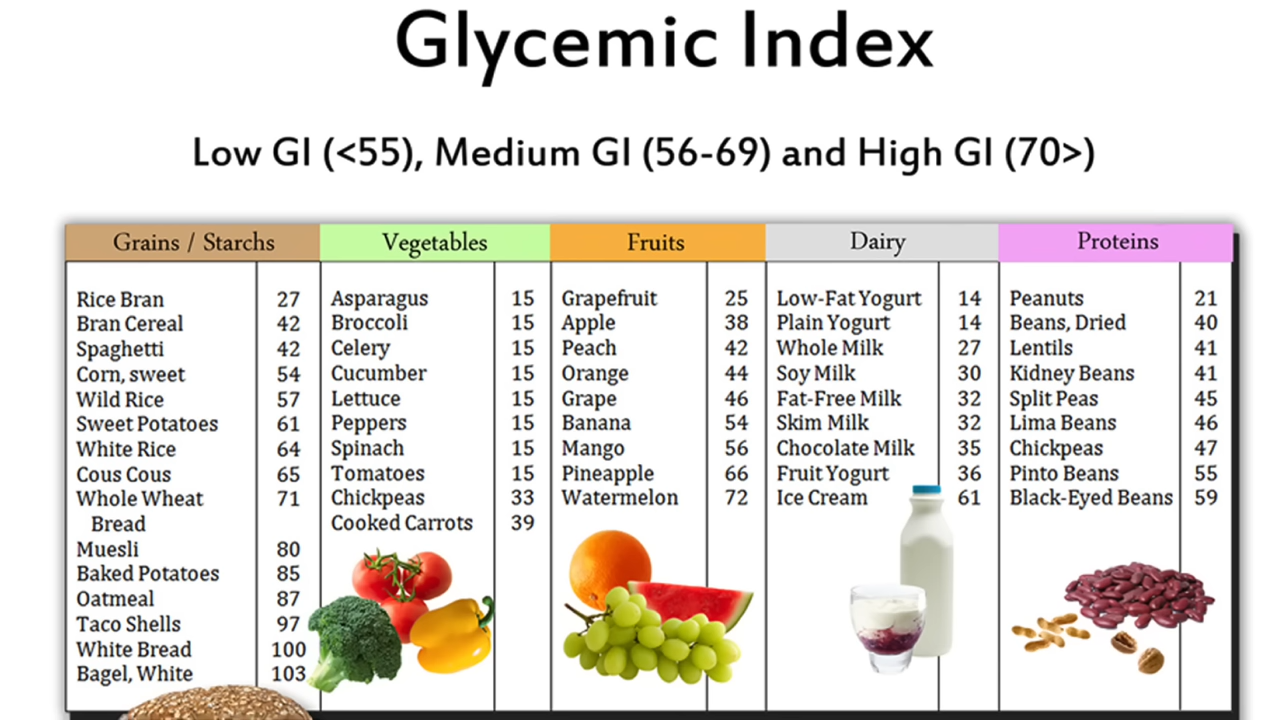 Glycemic Index
Low GI (<55), Medium GI (56-69) and High GI (70>)
Grains / Starchs
Rice Bran 27
Bran Cereal 42
Spaghetti 42
Corn, sweet 54
Wild Rice 57
Sweet Potatoes 61
White Rice 64
Cous Cous 65
Whole Wheat 71
Bread
Muesli 80
Baked Potatoes 85
Oatmeal 87
Taco Shells 97
White Bread 100
Bagel, White 103
Vegetables
Asparagus 15
Broccoli 15
Celery 15
Cucumber 15
Lettuce 15
Peppers 15
Spinach 15
Tomatoes 15
Chickpeas 33
Cooked Carrots 39
Fruits
Grapefruit 25
Apple 38
Peach 42
Orange 44
Grape 46
Banana 54
Mango 56
Pineapple 66
Watermelon 72
Dairy
Low-Fat Yogurt 14
Plain Yogurt 14
Whole Milk 27
Soy Milk 30
Fat-Free Milk 32
Skim Milk 32
Chocolate Milk 35
Fruit Yogurt 36
Ice Cream 61
Proteins
Peanuts 21
Beans, Dried 40
Lentils 41
Kidney Beans 41
Split Peas 45
Lima Beans 46
Chickpeas 47
Pinto Beans 55
Black-Eyed Beans 59